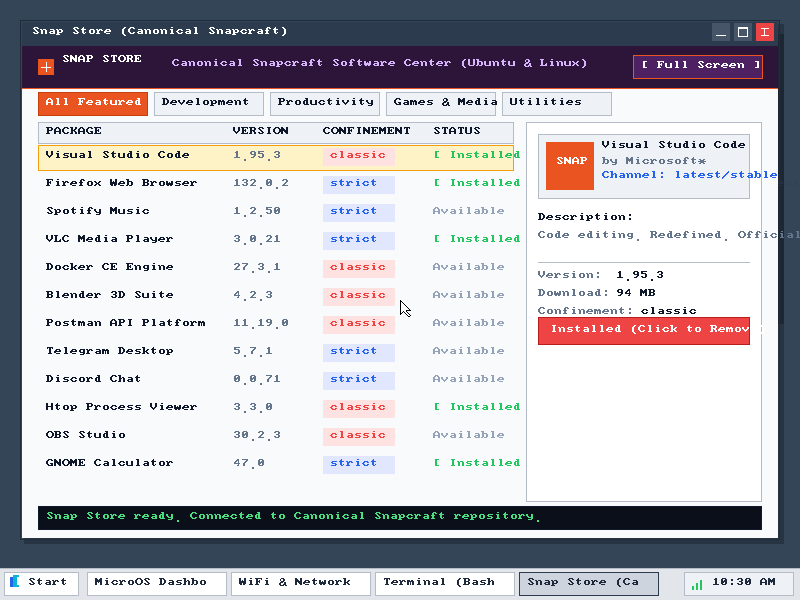 Snap Store (Canonical Snapcraft)
SNAP STORE
Canonical Snapcraft Software Center (Ubuntu & Linux)
[ Full Screen ]
All Featured
Development
Productivity
Games & Media
Utilities
PACKAGE VERSION CONFINEMENT STATUS
Visual Studio Code 1.95.3 classic [ Installed
Firefox Web Browser 132.0.2 strict [ Installed
Spotify Music 1.2.50 strict Available
VLC Media Player 3.0.21 strict [ Installed
Docker CE Engine 27.3.1 classic Available
Blender 3D Suite 4.2.3 classic Available
Postman API Platform 11.19.0 classic Available
Telegram Desktop 5.7.1 strict Available
Discord Chat 0.0.71 strict Available
Htop Process Viewer 3.3.0 classic [ Installed
OBS Studio 30.2.3 classic Available
GNOME Calculator 47.0 strict [ Installed
SNAP
Visual Studio Code
by Microsoft*
Channel: latest/stable
Description:
Code editing. Redefined. Official
Version: 1.95.3
Download: 94 MB
Confinement: classic
Installed (Click to Remov
Snap Store ready. Connected to Canonical Snapcraft repository.
Start
MicroOS Dashbo
WiFi & Network
Terminal (Bash
Snap Store (Ca
10:30 AM